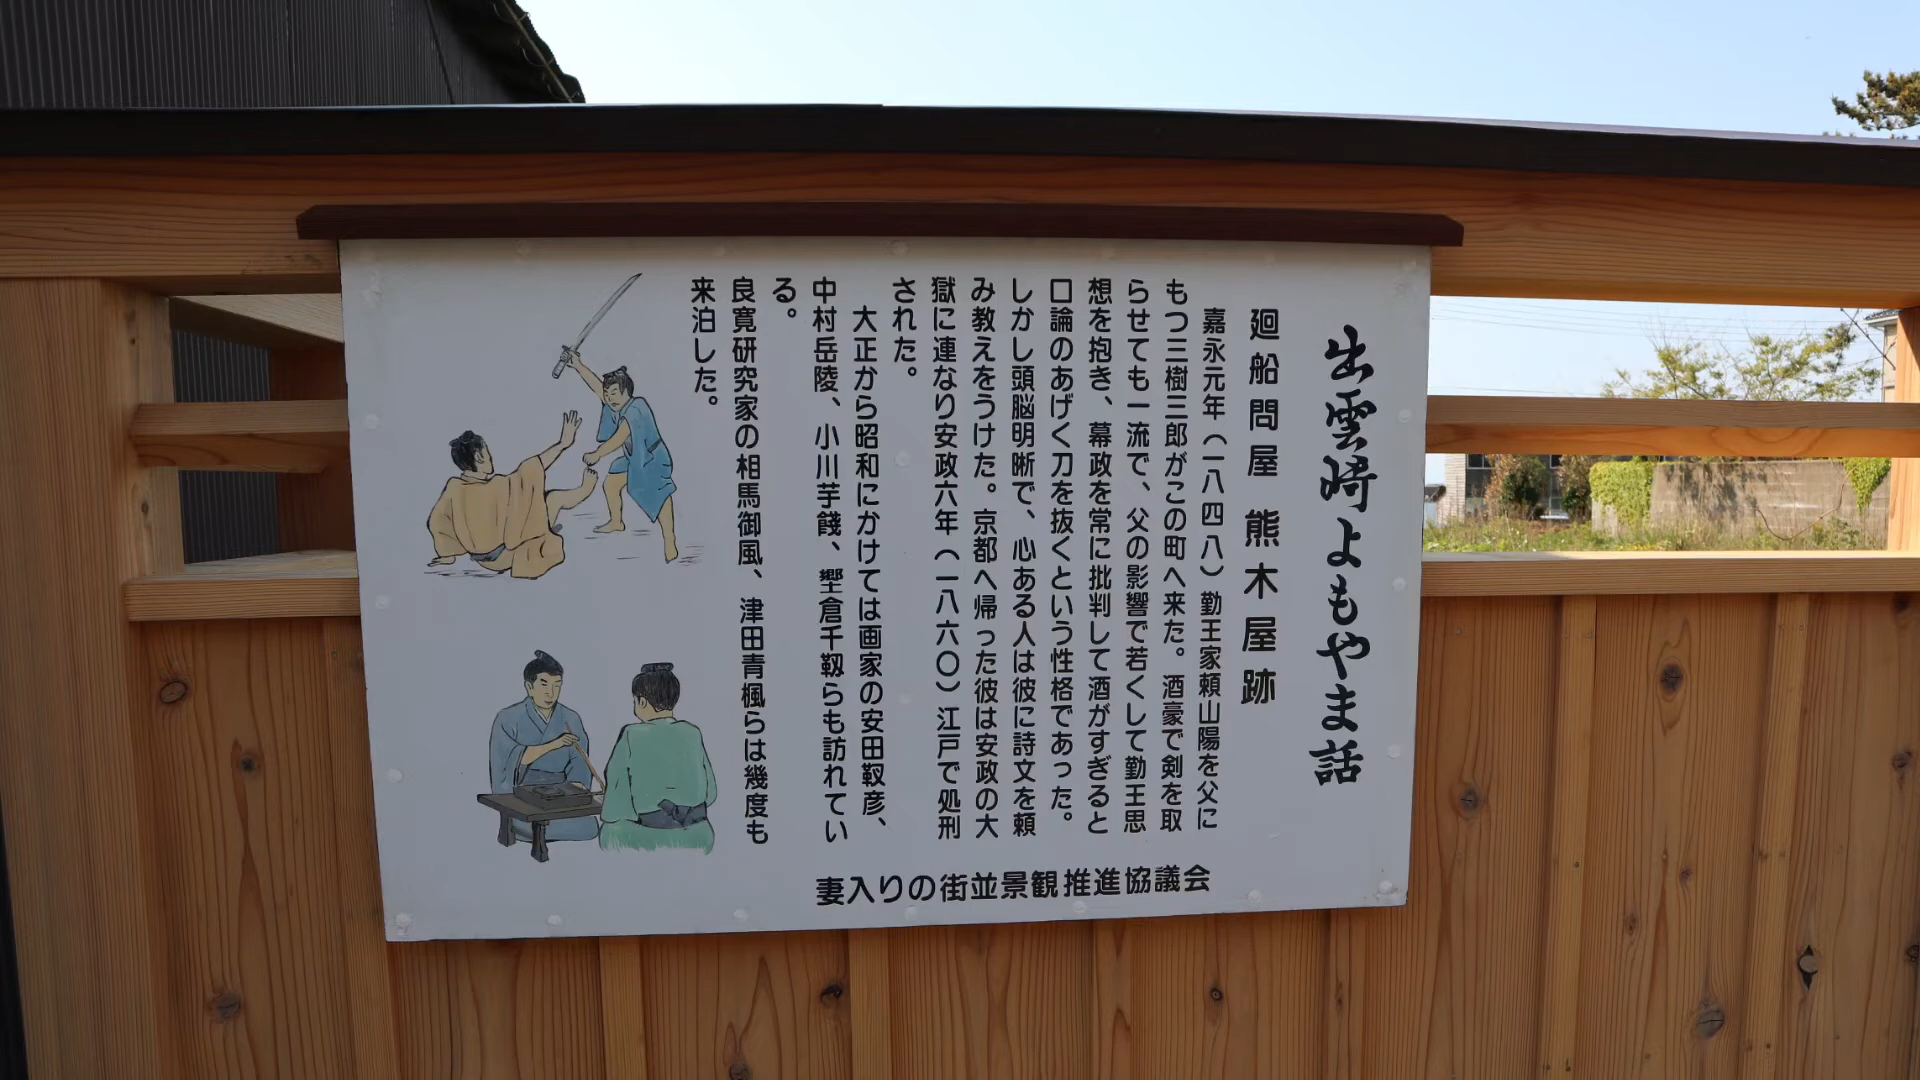 出雲崎よもやま話
廻船問屋 熊木屋跡
嘉永元年(一八四八)勤王家頼山陽を父に
もつ三樹三郎がこの町へ来た。酒豪で剣を取
らせても一流で、父の影響で若くして勤王思
想を抱き、幕政を常に批判して酒がすぎると
口論のあげく刀を抜くという性格であった。
しかし頭脳明晰で、心ある人は彼に詩文を頼
み教えをうけた。京都へ帰った彼は安政の大
獄に連なり安政六年(一八六〇)江戸で処刑
された。
大正から昭和にかけては画家の安田靫彦、
中村岳陵、小川芋銭、堅倉千靱らも訪れてい
る。
良寛研究家の相馬御風、津田青楓らは幾度も
来泊した。
妻入りの街並景観推進協議会